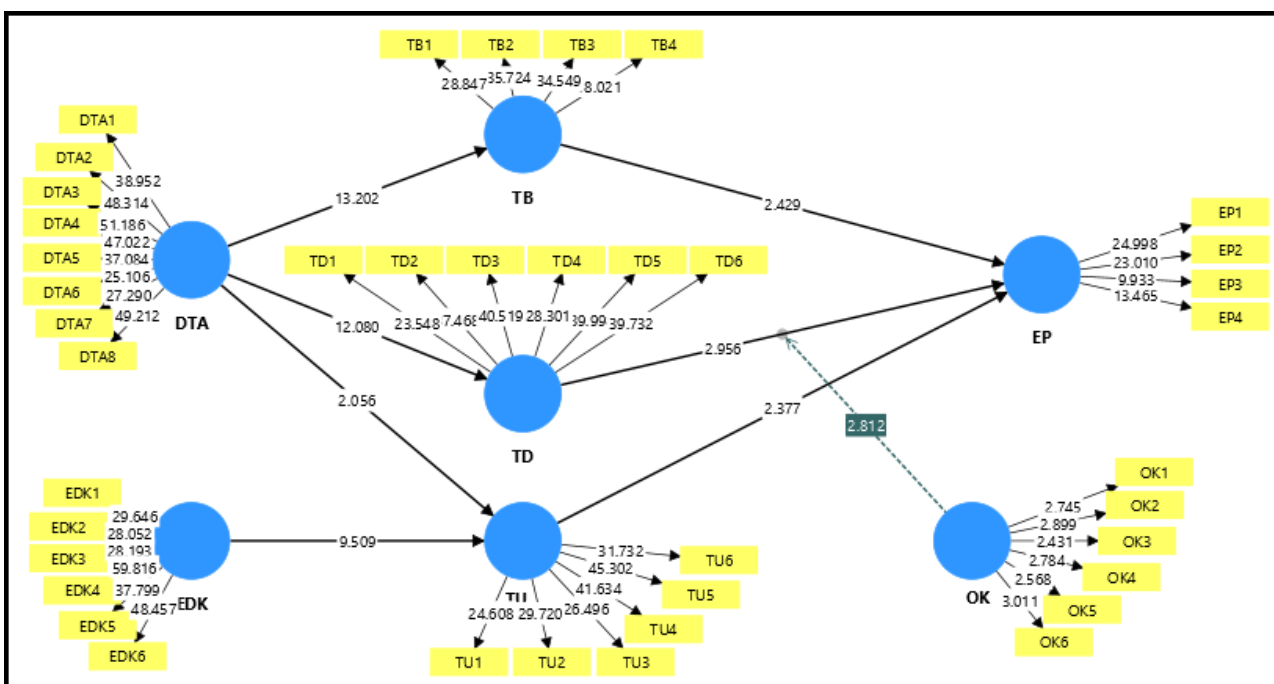 TB1 TB2 TB3 TB4
28.847 35.724 34.549
TB
DTA1
DTA2
DTA3
DTA4
DTA5
DTA6
DTA7
DTA8
38.952
48.314
51.186
47.022
37.084
25.106
27.290
49.212
DTA
13.202
12.080
2.056
TD1 TD2 TD3 TD4 TD5 TD6
23.548 40.519 28.301 39.732
TD
2.429
2.956
2.377
2.812
EP1
EP2
EP3
EP4
24.998
23.010
9.933
13.465
EP
EDK1
EDK2
EDK3
EDK4
EDK5
EDK6
29.646
28.052
28.193
59.816
37.799
48.457
EDK
9.509
TU
31.732
45.302
41.634
26.496
29.720
24.608
TU6
TU5
TU4
TU1 TU2 TU3
OK1
OK2
OK3
OK4
OK5
OK6
2.745
2.899
2.431
2.784
2.568
3.011
OK